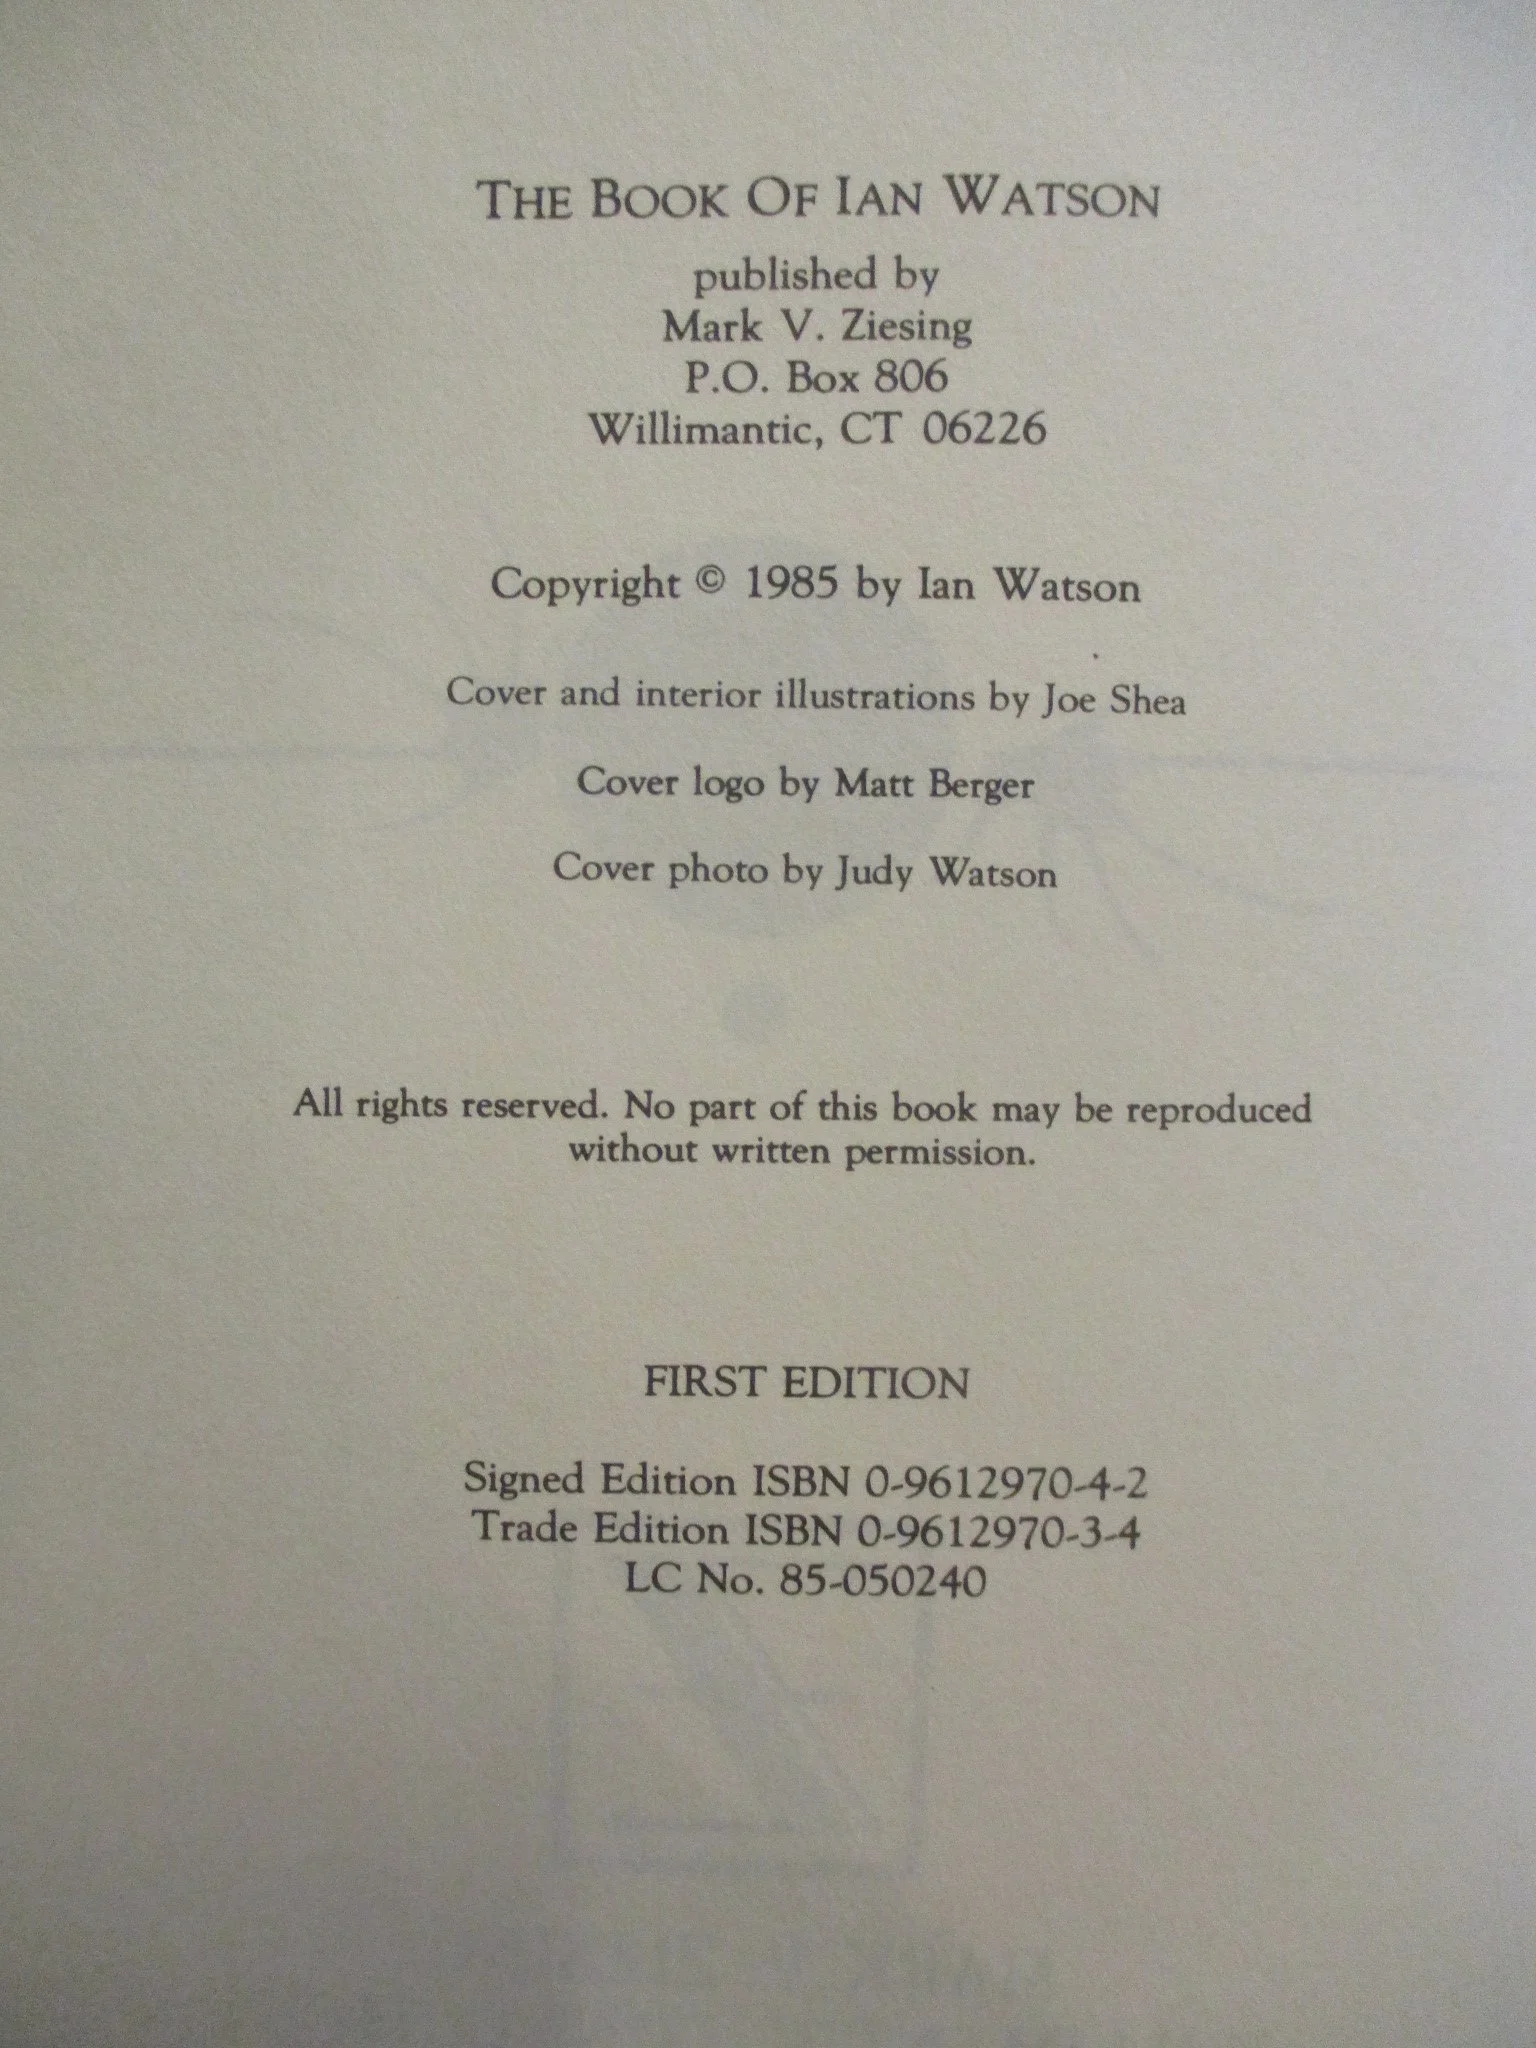 THE BOOK OF IAN WATSON
published by
Mark V. Ziesing
P.O. Box 806
Willimantic, CT 06226
Copyright © 1985 by Ian Watson
Cover and interior illustrations by Joe Shea
Cover logo by Matt Berger
Cover photo by Judy Watson
All rights reserved. No part of this book may be reproduced
without written permission.
FIRST EDITION
Signed Edition ISBN 0-9612970-4-2
Trade Edition ISBN 0-9612970-3-4
LC No. 85-050240